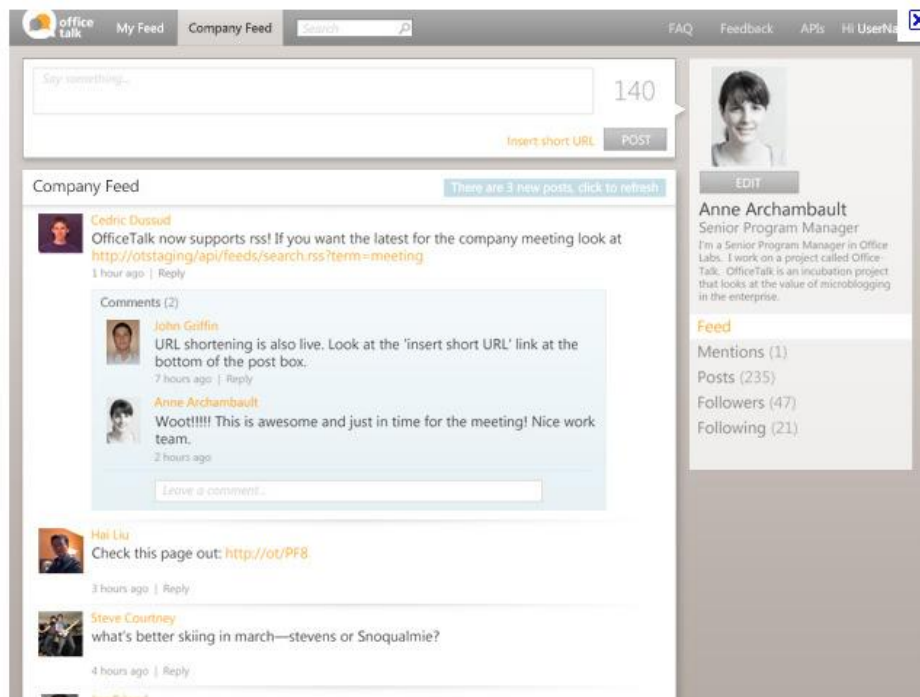 office
talk
My Feed
Company Feed
Search
FAQ
Feedback
APIs
Hi UserNa
Say something...
140
Insert short URL
POST
Company Feed
There are 3 new posts, click to refresh
Cedric Dussud
OfficeTalk now supports rss! If you want the latest for the company meeting look at
http://otstaging/api/feeds/search.rss?term=meeting
1 hour ago | Reply
Comments (2)
John Griffin
URL shortening is also live. Look at the 'insert short URL' link at the
bottom of the post box.
7 hours ago | Reply
Anne Archambault
Woot!!!!! This is awesome and just in time for the meeting! Nice work
team.
2 hours ago
Leave a comment...
Hai Liu
Check this page out: http://ot/PF8
3 hours ago | Reply
Steve Courtney
what's better skiing in march—stevens or Snoqualmie?
4 hours ago | Reply
EDIT
Anne Archambault
Senior Program Manager
I'm a Senior Program Manager in Office
Labs. I work on a project called Office-
Talk. OfficeTalk is an incubation project
that looks at the value of microblogging
in the enterprise.
Feed
Mentions (1)
Posts (235)
Followers (47)
Following (21)